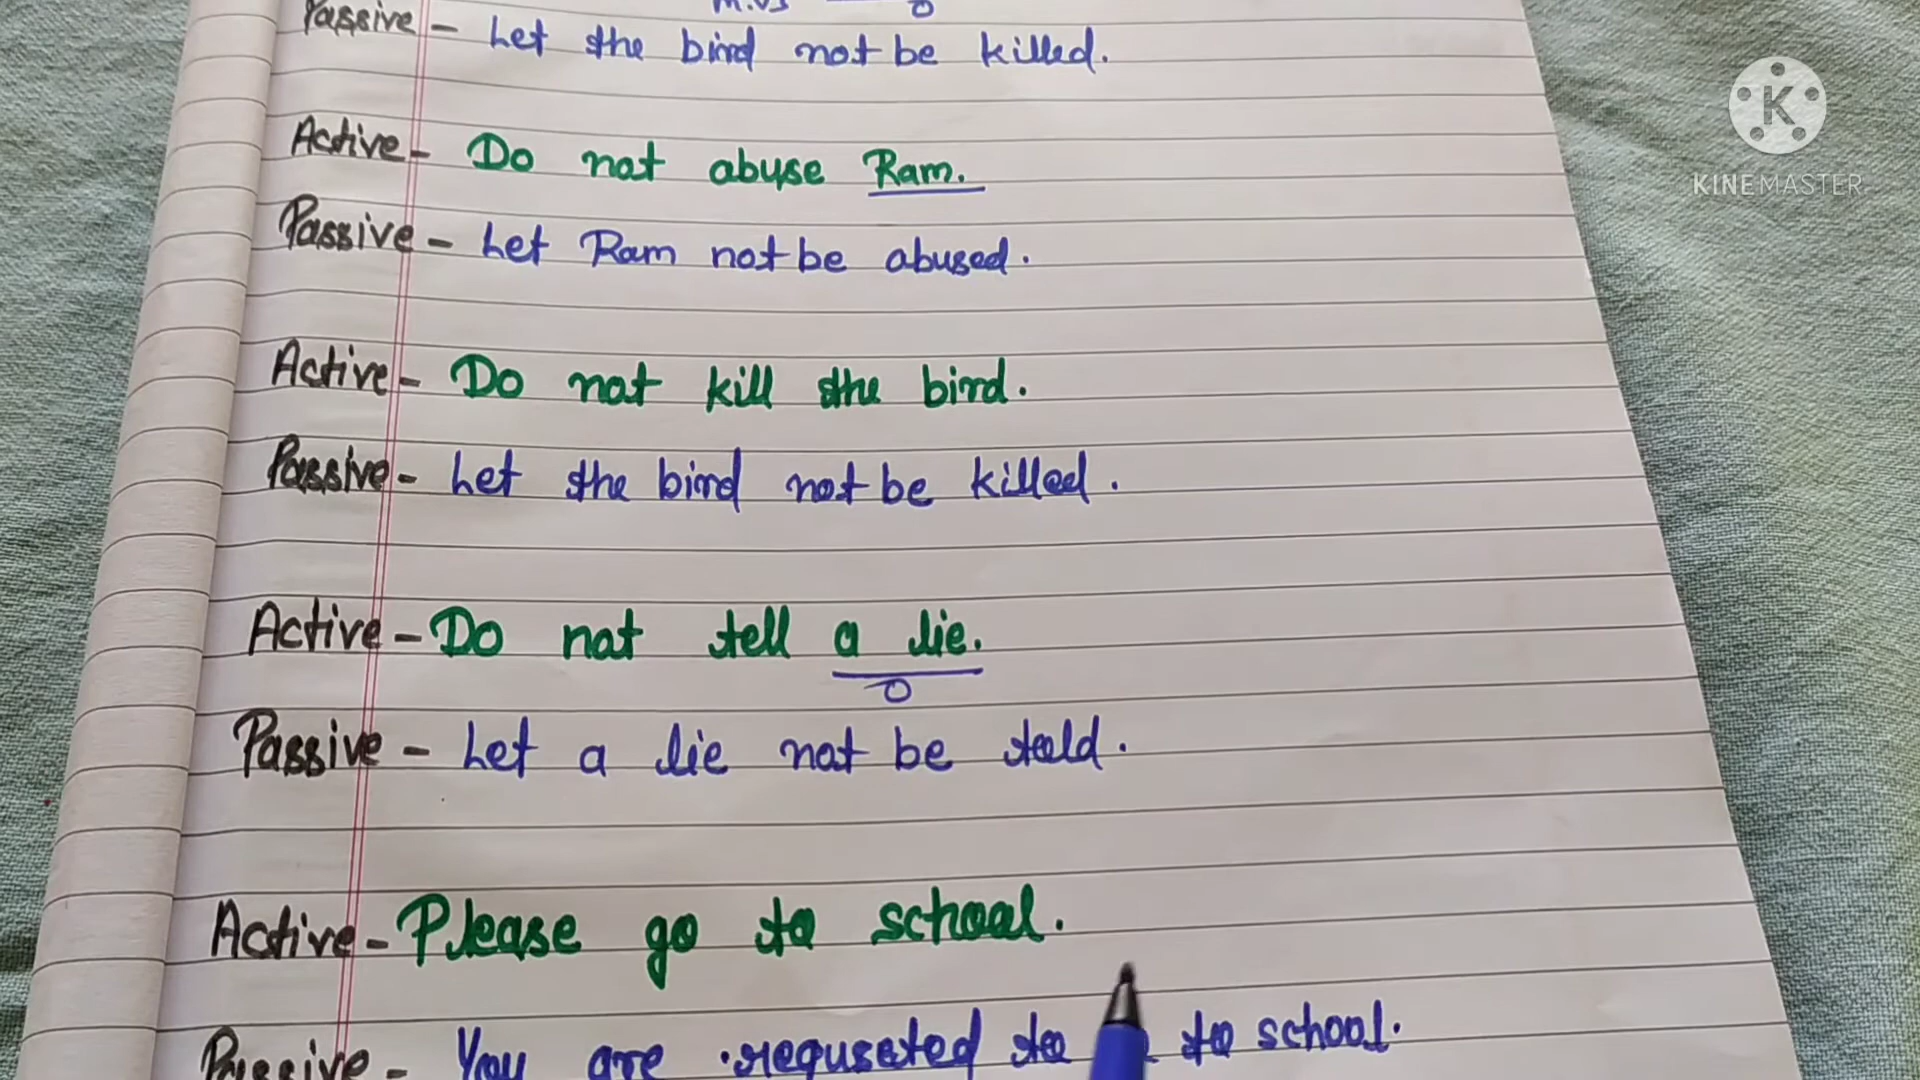 Passive - Let the bird not be killed.
Active - Do not abuse Ram.
Passive - Let Ram not be abused.
Active - Do not kill the bird.
Passive - Let the bird not be killed.
Active - Do not tell a lie.
O
Passive - Let a lie not be told.
Active - Please go to school.
Passive - You are requseted to to school.
K
KINEMASTER